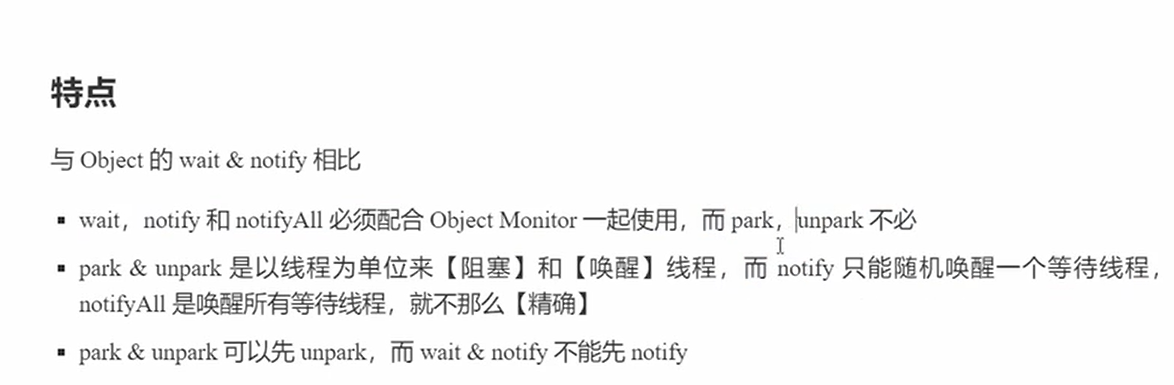 特点
与 Object 的 wait & notify 相比
▪ wait，notify 和 notifyAll 必须配合 Object Monitor 一起使用，而 park，unpark 不必
▪ park & unpark 是以线程为单位来【阻塞】和【唤醒】线程，而 notify 只能随机唤醒一个等待线程，
notifyAll 是唤醒所有等待线程，就不那么【精确】
▪ park & unpark 可以先 unpark，而 wait & notify 不能先 notify